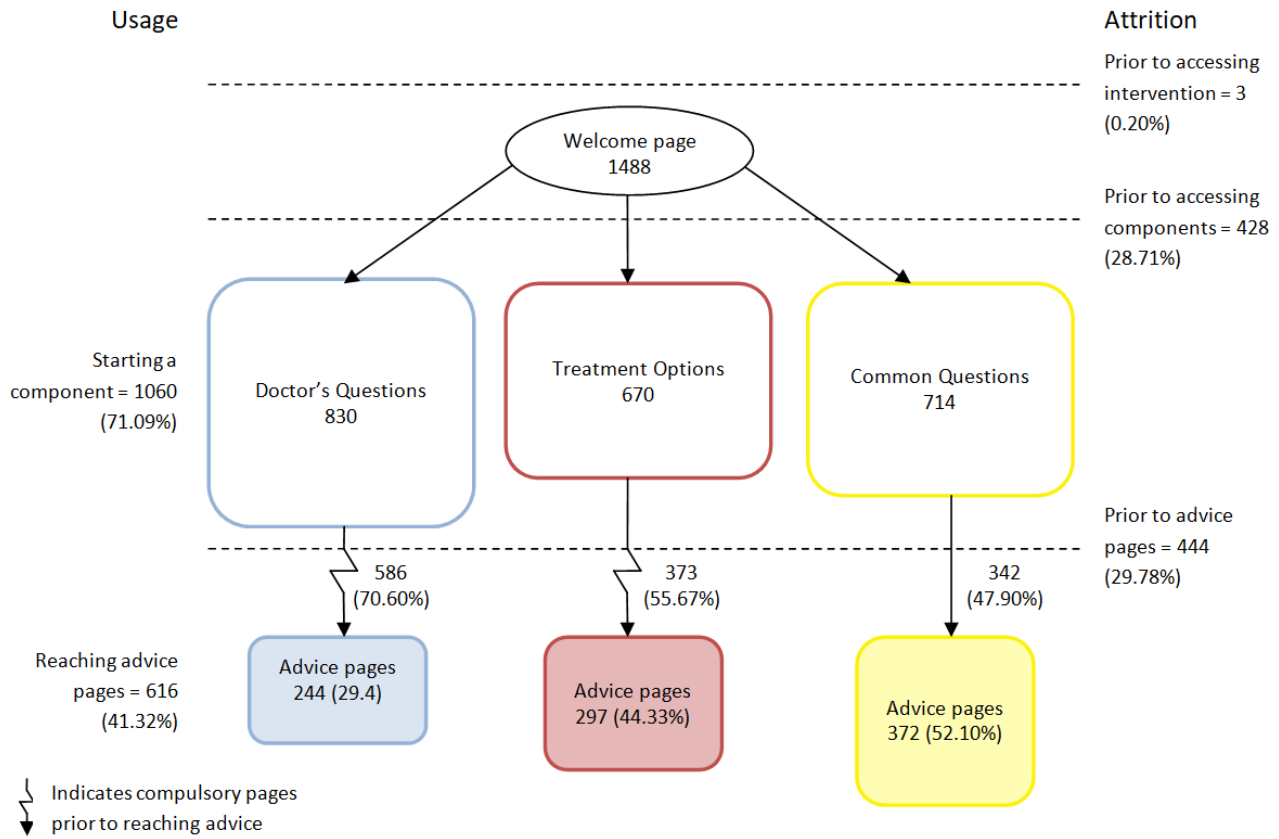 Usage
Attrition
Prior to accessing
intervention = 3
(0.20%)
Welcome page
1488
Prior to accessing
components = 428
(28.71%)
Starting a
component = 1060
(71.09%)
Doctor’s Questions
830
Treatment Options
670
Common Questions
714
Prior to advice
pages = 444
(29.78%)
586
(70.60%)
373
(55.67%)
342
(47.90%)
Reaching advice
pages = 616
(41.32%)
Advice pages
244 (29.4)
Advice pages
297 (44.33%)
Advice pages
372 (52.10%)
Indicates compulsory pages
prior to reaching advice